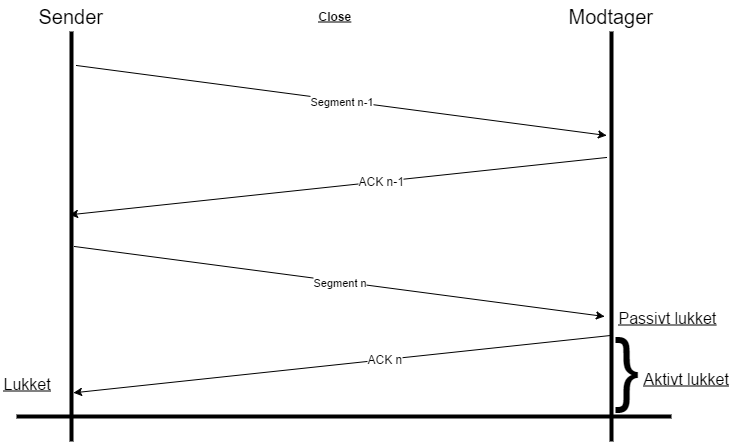 Sender
Close
Modtager
Segment n-1
ACK n-1
Segment n
Passivt lukket
ACK n
Aktivt lukket
Lukket